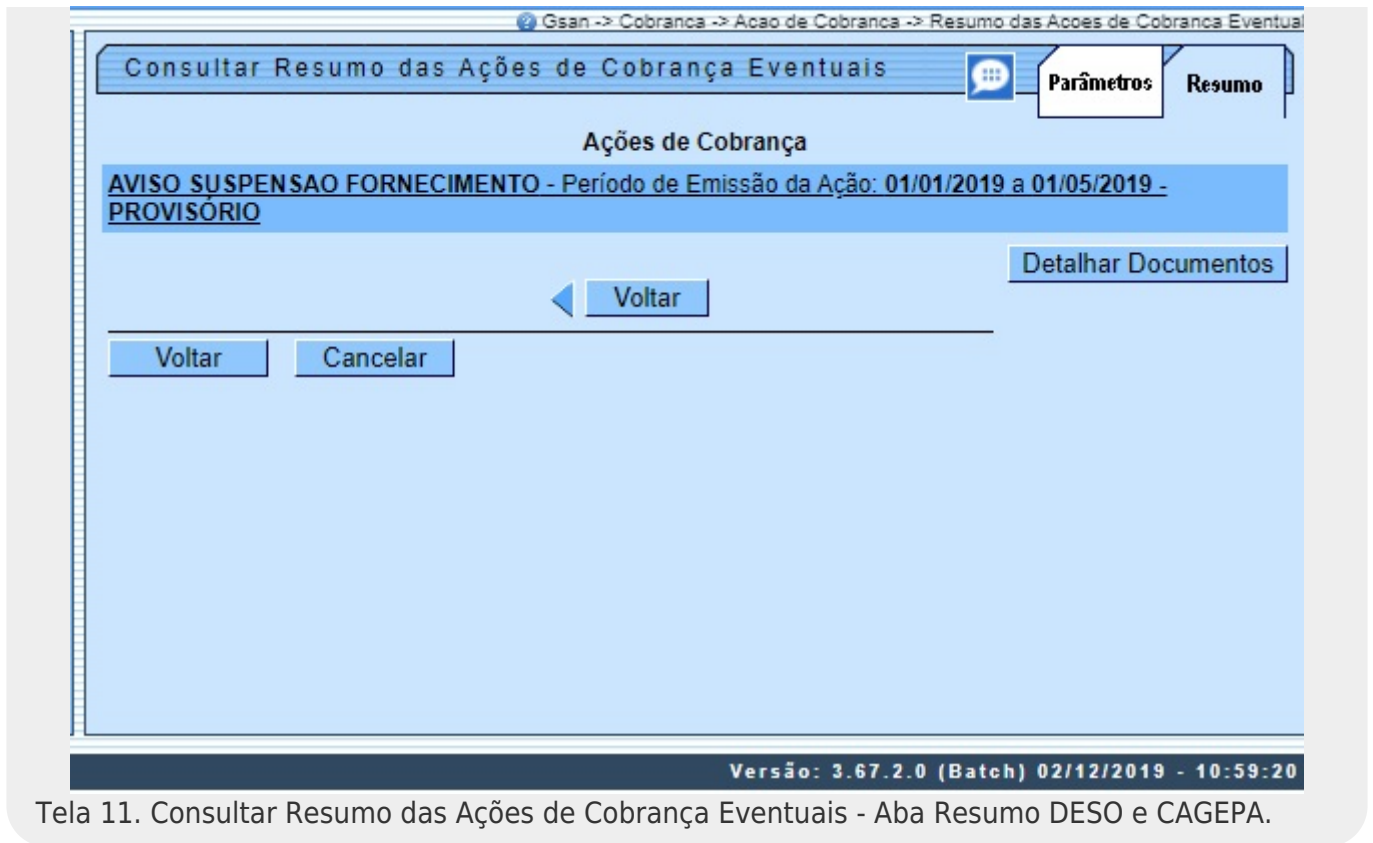 Gsan -> Cobranca -> Acao de Cobranca -> Resumo das Acoes de Cobranca Eventuai
Consultar Resumo das Ações de Cobrança Eventuais
Parâmetros
Resumo
Ações de Cobrança
AVISO SUSPENSAO FORNECIMENTO - Período de Emissão da Ação: 01/01/2019 a 01/05/2019 -
PROVISÓRIO
Detalhar Documentos
Voltar
Voltar Cancelar
Versão: 3.67.2.0 (Batch) 02/12/2019 - 10:59:20
Tela 11. Consultar Resumo das Ações de Cobrança Eventuais - Aba Resumo DESO e CAGEPA.